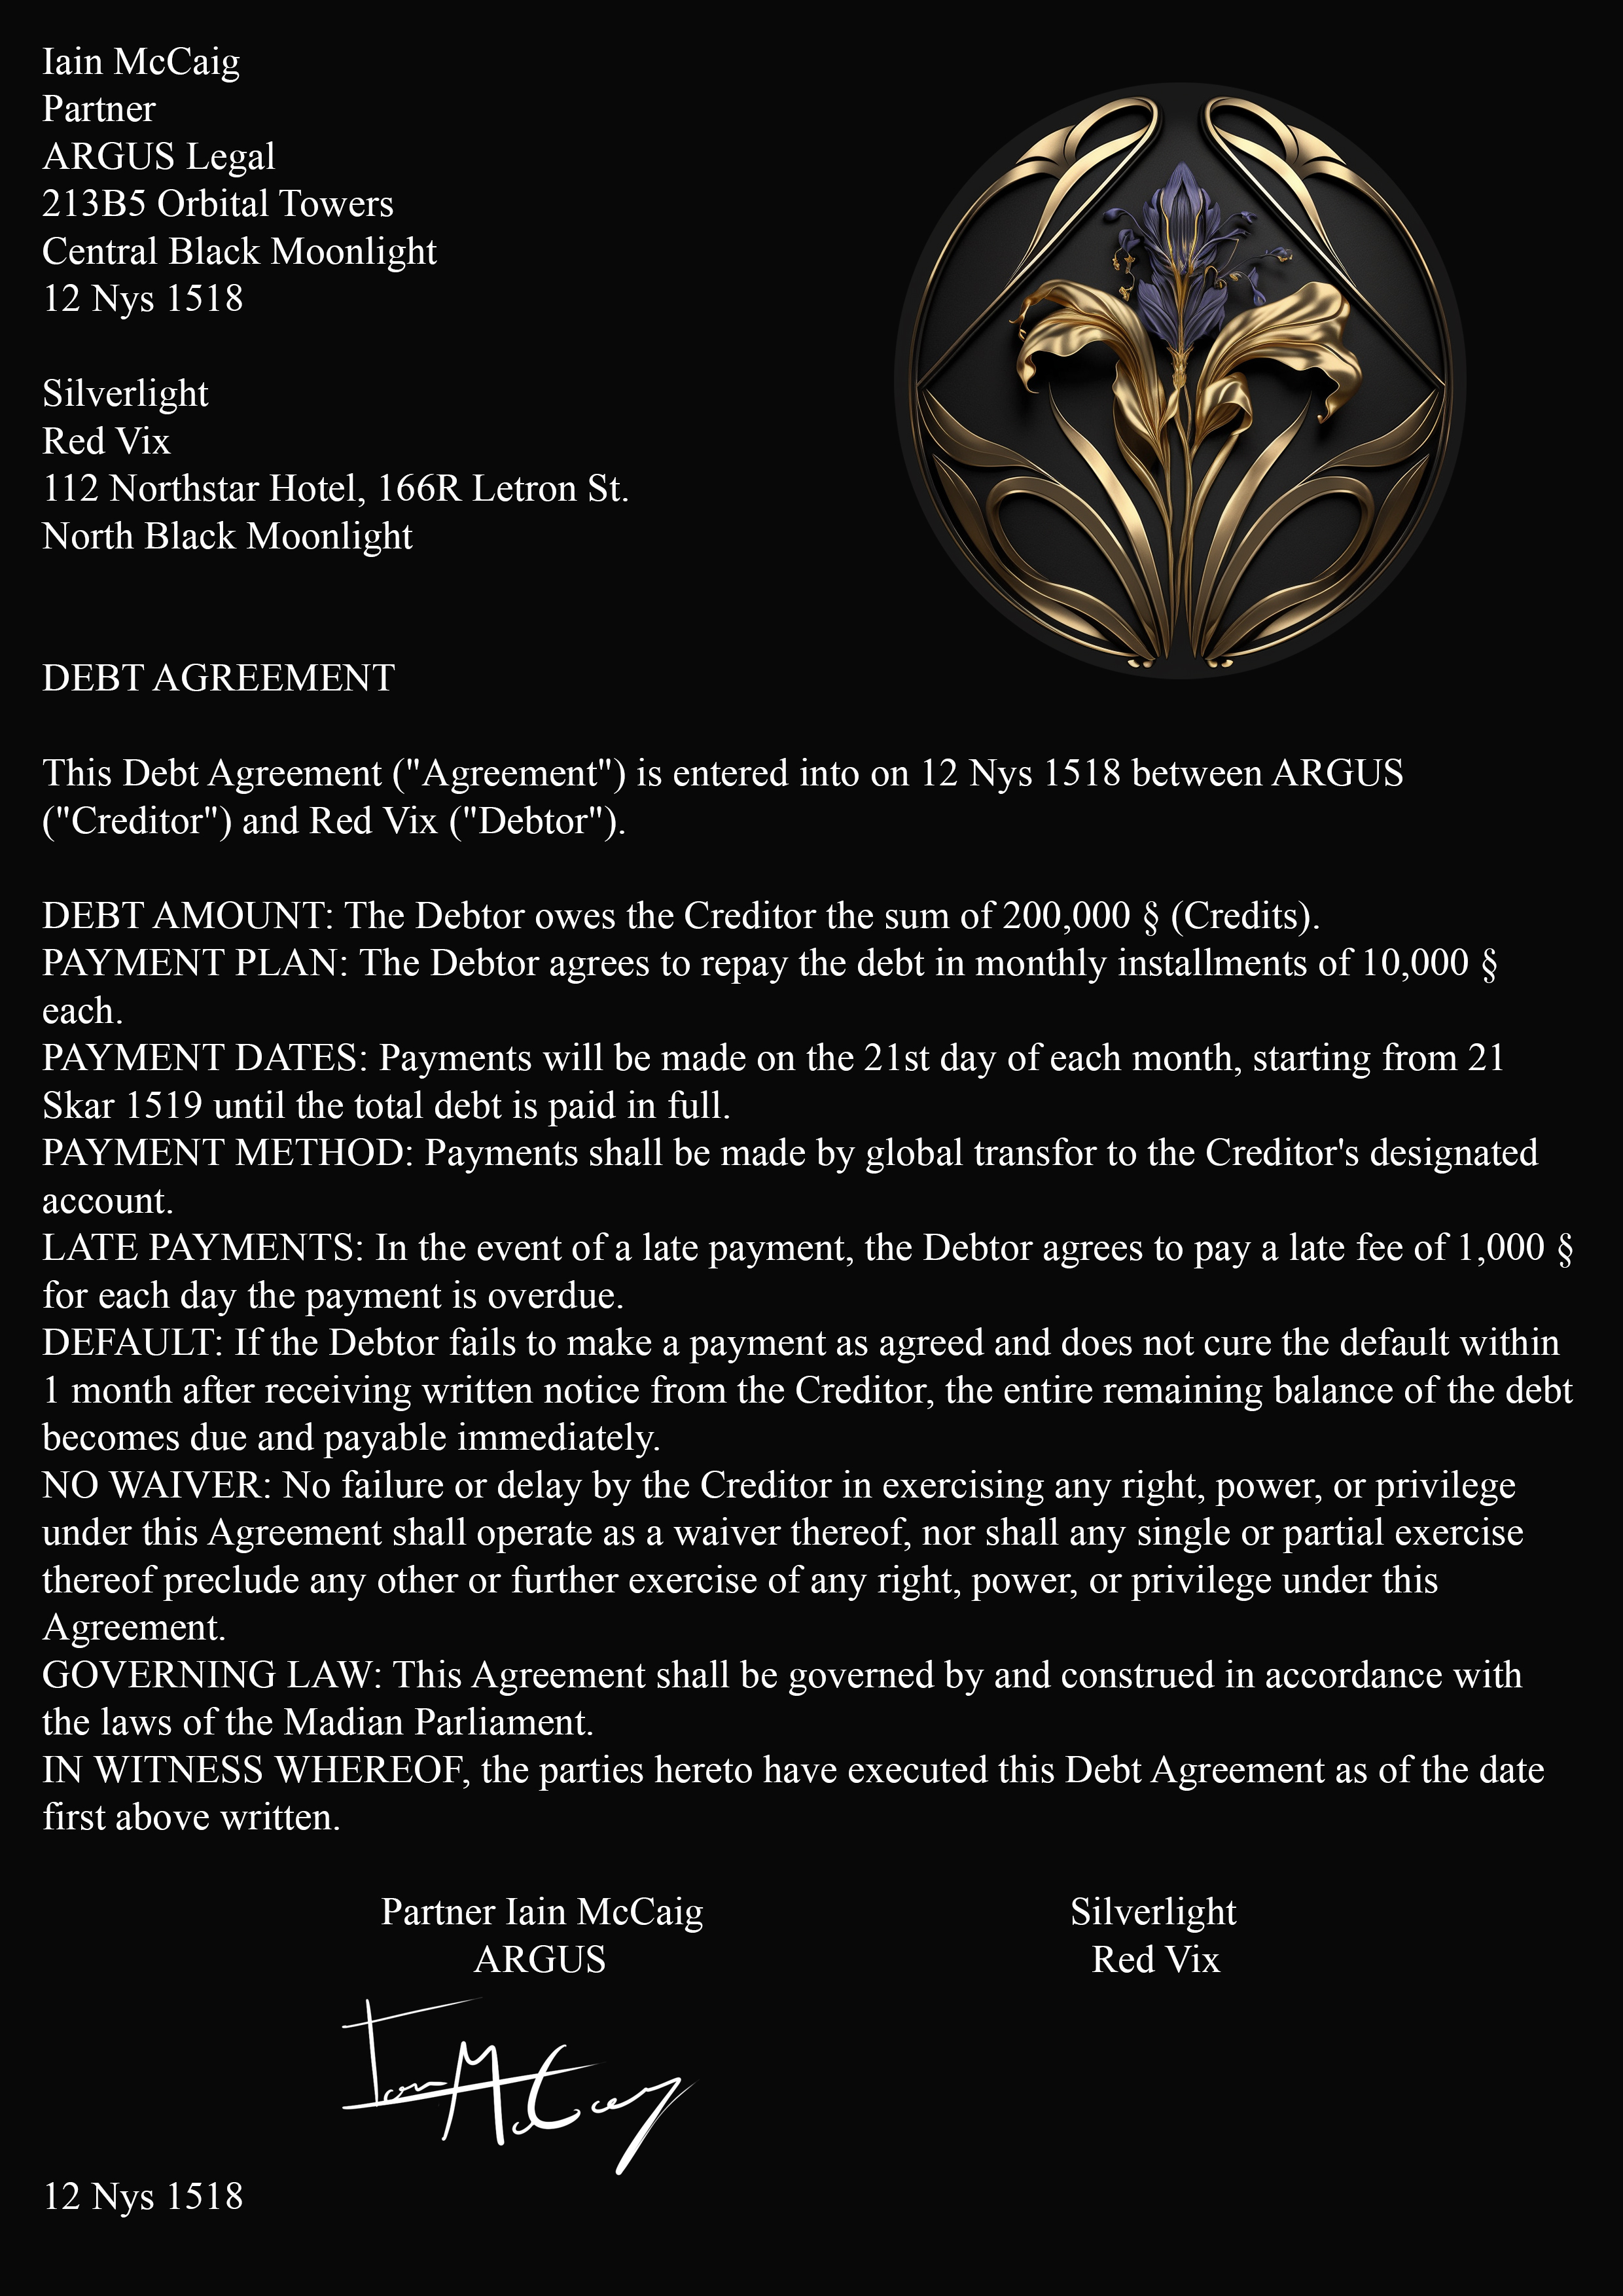 Iain McCaig
Partner
ARGUS Legal
213B5 Orbital Towers
Central Black Moonlight
12 Nys 1518
Silverlight
Red Vix
112 Northstar Hotel, 166R Letron St.
North Black Moonlight
DEBT AGREEMENT
This Debt Agreement ("Agreement") is entered into on 12 Nys 1518 between ARGUS
("Creditor") and Red Vix ("Debtor").
DEBT AMOUNT: The Debtor owes the Creditor the sum of 200,000 § (Credits).
PAYMENT PLAN: The Debtor agrees to repay the debt in monthly installments of 10,000 §
each.
PAYMENT DATES: Payments will be made on the 21st day of each month, starting from 21
Skar 1519 until the total debt is paid in full.
PAYMENT METHOD: Payments shall be made by global transfor to the Creditor's designated
account.
LATE PAYMENTS: In the event of a late payment, the Debtor agrees to pay a late fee of 1,000 §
for each day the payment is overdue.
DEFAULT: If the Debtor fails to make a payment as agreed and does not cure the default within
1 month after receiving written notice from the Creditor, the entire remaining balance of the debt
becomes due and payable immediately.
NO WAIVER: No failure or delay by the Creditor in exercising any right, power, or privilege
under this Agreement shall operate as a waiver thereof, nor shall any single or partial exercise
thereof preclude any other or further exercise of any right, power, or privilege under this
Agreement.
GOVERNING LAW: This Agreement shall be governed by and construed in accordance with
the laws of the Madian Parliament.
IN WITNESS WHEREOF, the parties hereto have executed this Debt Agreement as of the date
first above written.
Partner Iain McCaig
ARGUS
Silverlight
Red Vix
Iain McCaig
12 Nys 1518